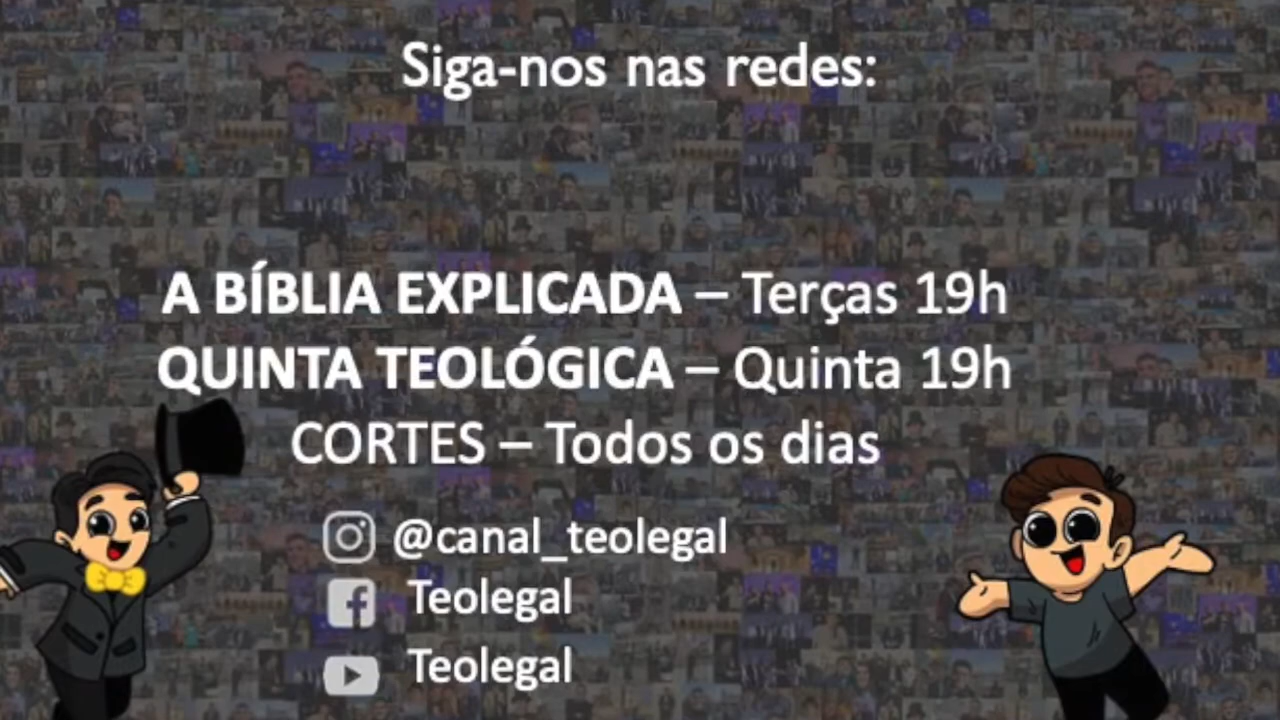 Siga-nos nas redes:
A BÍBLIA EXPLICADA – Terças 19h
QUINTA TEOLÓGICA – Quinta 19h
CORTES – Todos os dias
@canal_teolegal
Teolegal
Teolegal